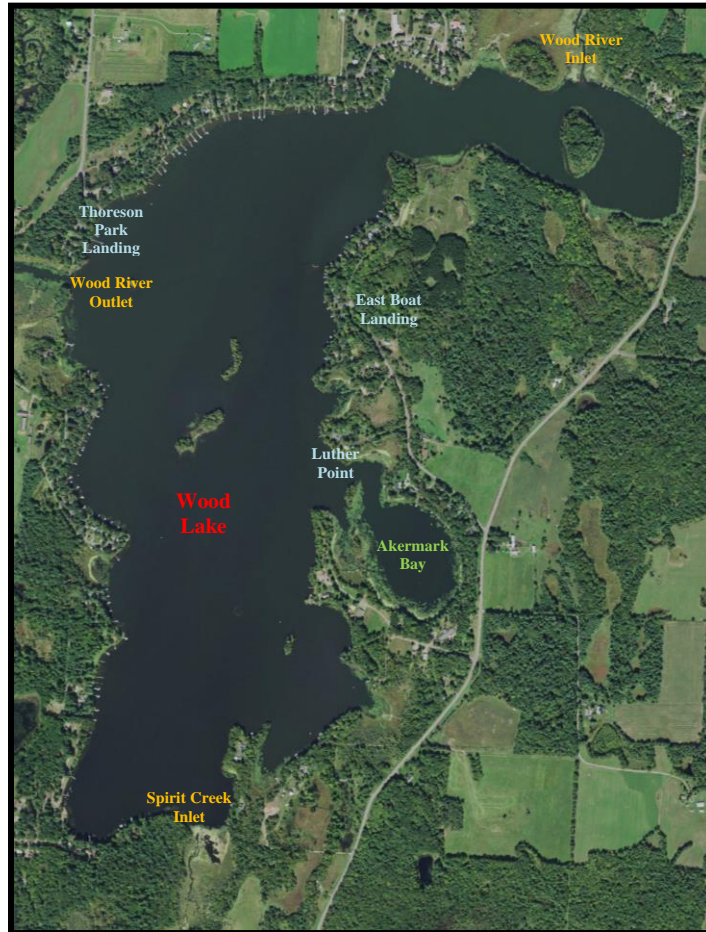 Wood River
Inlet
Thoreson
Park
Landing
Wood River
Outlet
East Boat
Landing
Luther
Point
Wood
Lake
Akermark
Bay
Spirit Creek
Inlet